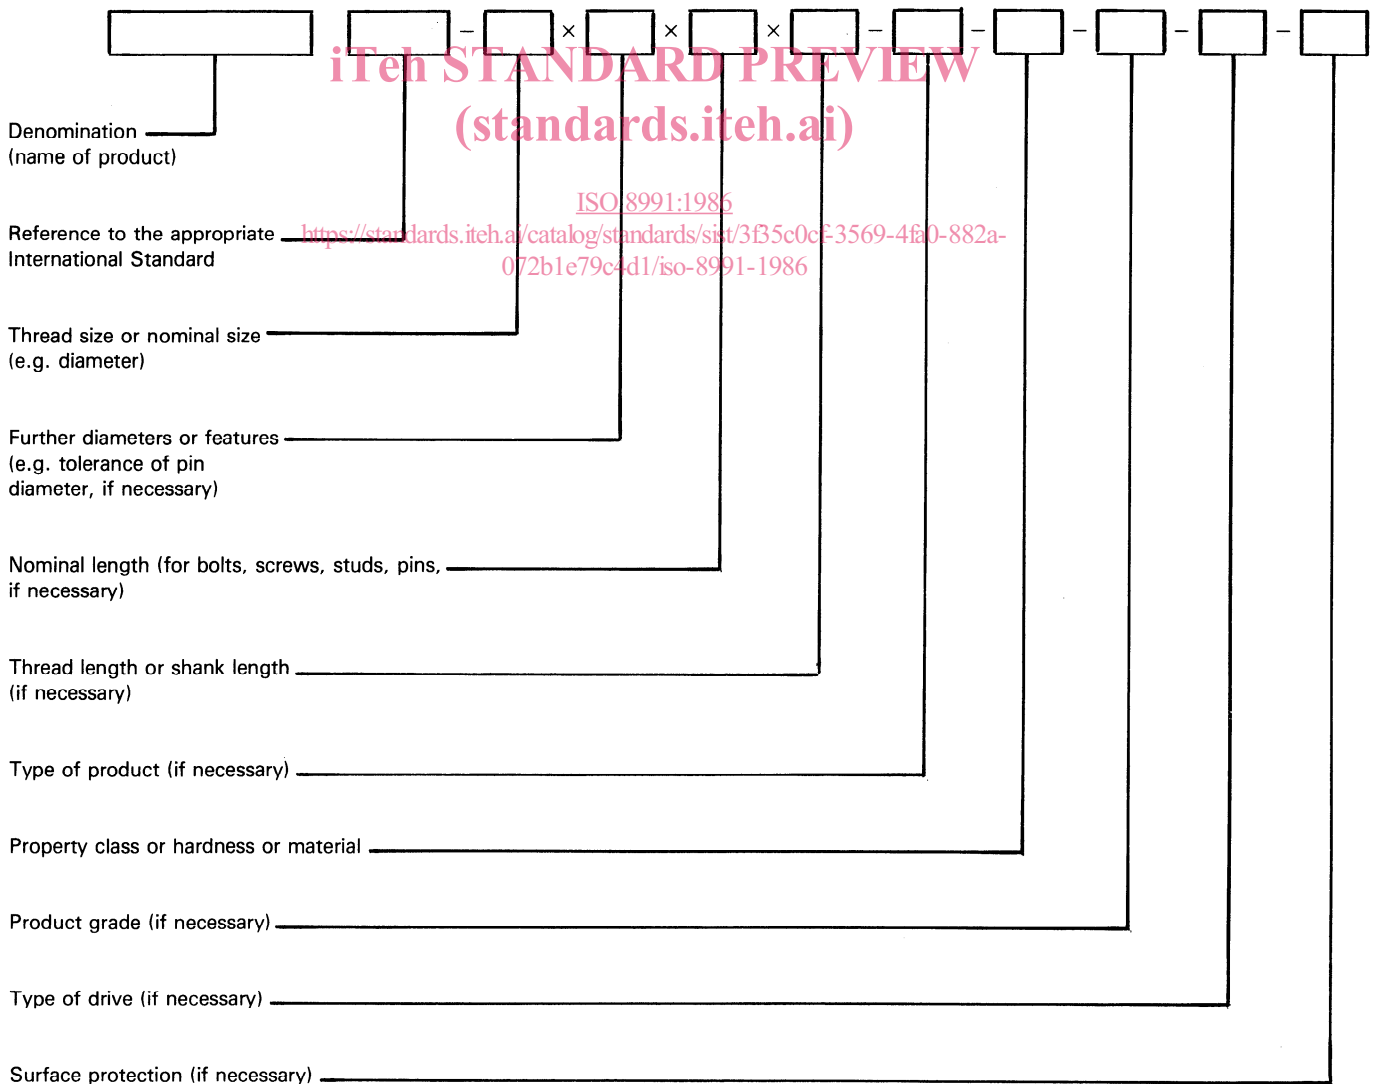 – × × × – – – – –
iTeh STANDARD PREVIEW
(standards.iteh.ai)
Denomination
(name of product)
ISO 8991:1986
Reference to the appropriate
International Standard
https://standards.iteh.ai/catalog/standards/sist/3f35c0cf-3569-4fa0-882a-
072b1e79c4d1/iso-8991-1986
Thread size or nominal size
(e.g. diameter)
Further diameters or features
(e.g. tolerance of pin
diameter, if necessary)
Nominal length (for bolts, screws, studs, pins,
if necessary)
Thread length or shank length
(if necessary)
Type of product (if necessary)
Property class or hardness or material
Product grade (if necessary)
Type of drive (if necessary)
Surface protection (if necessary)